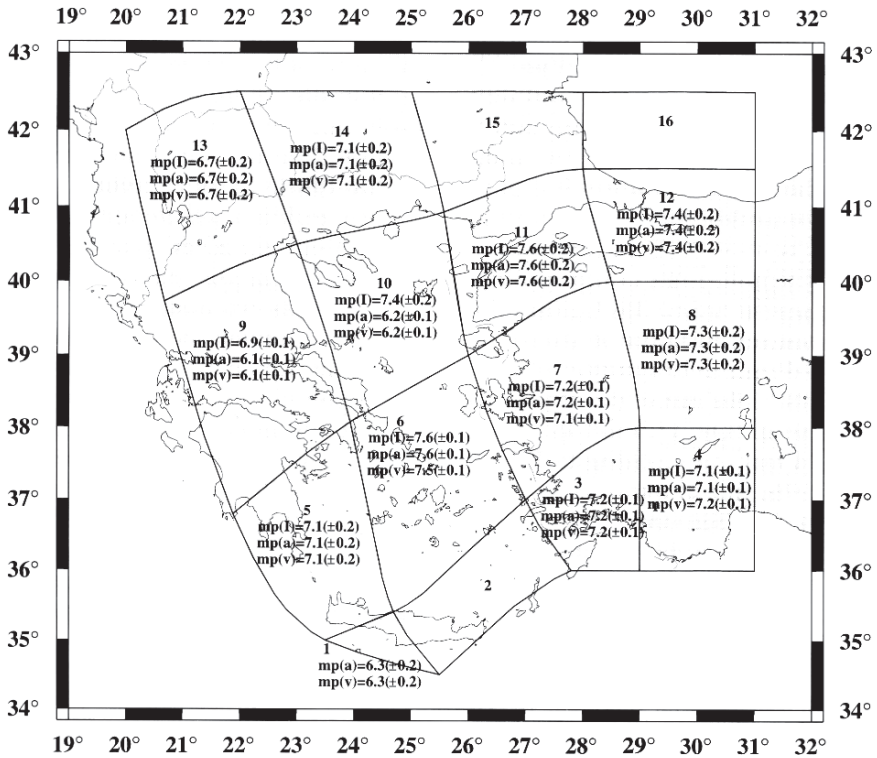 19° 20° 21° 22° 23° 24° 25° 26° 27° 28° 29° 30° 31° 32°
43° 43°
42° 42°
41° 41°
40° 40°
39° 39°
38° 38°
37° 37°
36° 36°
35° 35°
34° 34°
13
mp(I)=6.7(±0.2)
mp(a)=6.7(±0.2)
mp(v)=6.7(±0.2)
14
mp(I)=7.1(±0.2)
mp(a)=7.1(±0.2)
mp(v)=7.1(±0.2)
15
16
12
mp(I)=7.4(±0.2)
mp(a)=7.4(±0.2)
mp(v)=7.4(±0.2)
11
mp(I)=7.6(±0.2)
mp(a)=7.6(±0.2)
mp(v)=7.6(±0.2)
10
mp(I)=7.4(±0.2)
mp(a)=6.2(±0.1)
mp(v)=6.2(±0.1)
9
mp(I)=6.9(±0.1)
mp(a)=6.1(±0.1)
mp(v)=6.1(±0.1)
8
mp(I)=7.3(±0.2)
mp(a)=7.3(±0.2)
mp(v)=7.3(±0.2)
7
mp(I)=7.2(±0.1)
mp(a)=7.2(±0.1)
mp(v)=7.1(±0.1)
6
mp(I)=7.6(±0.1)
mp(a)=7.6(±0.1)
mp(v)=7.5(±0.1)
4
mp(I)=7.1(±0.1)
mp(a)=7.1(±0.1)
mp(v)=7.2(±0.1)
3
mp(I)=7.2(±0.1)
mp(a)=7.2(±0.1)
mp(v)=7.2(±0.1)
5
mp(I)=7.1(±0.2)
mp(a)=7.1(±0.2)
mp(v)=7.1(±0.2)
2
1
mp(a)=6.3(±0.2)
mp(v)=6.3(±0.2)
19° 20° 21° 22° 23° 24° 25° 26° 27° 28° 29° 30° 31° 32°